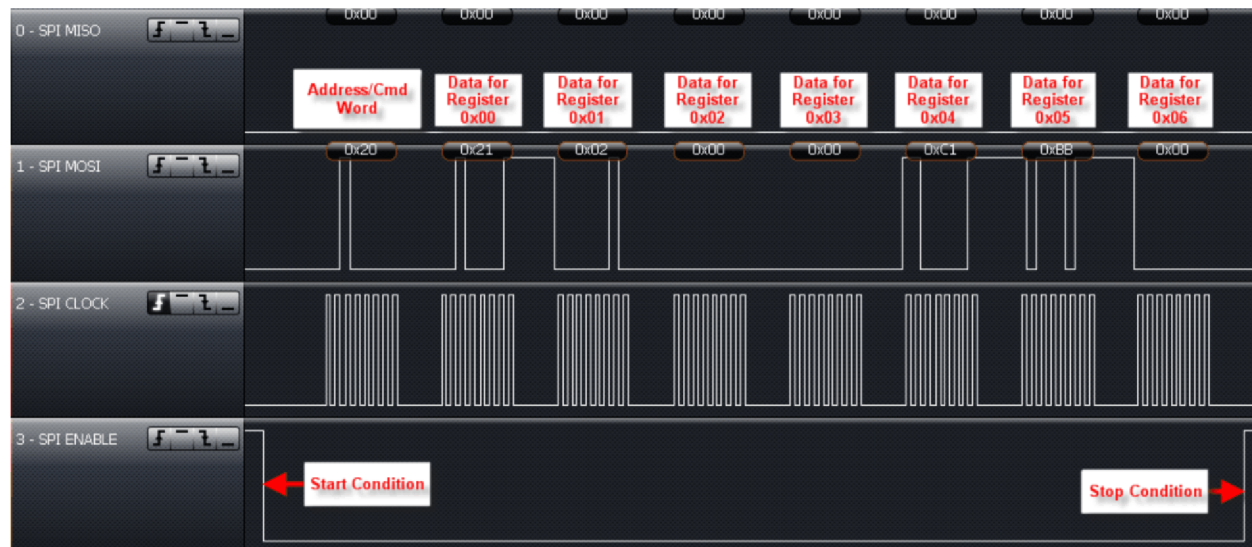 0x00 0x00 0x00 0x00 0x00 0x00 0x00 0x00
0 - SPI MISO
Address/Cmd
Word
Data for
Register
0x00
Data for
Register
0x01
Data for
Register
0x02
Data for
Register
0x03
Data for
Register
0x04
Data for
Register
0x05
Data for
Register
0x06
0x20 0x21 0x02 0x00 0x00 0xC1 0xBB 0x00
1 - SPI MOSI
2 - SPI CLOCK
3 - SPI ENABLE
Start Condition
Stop Condition